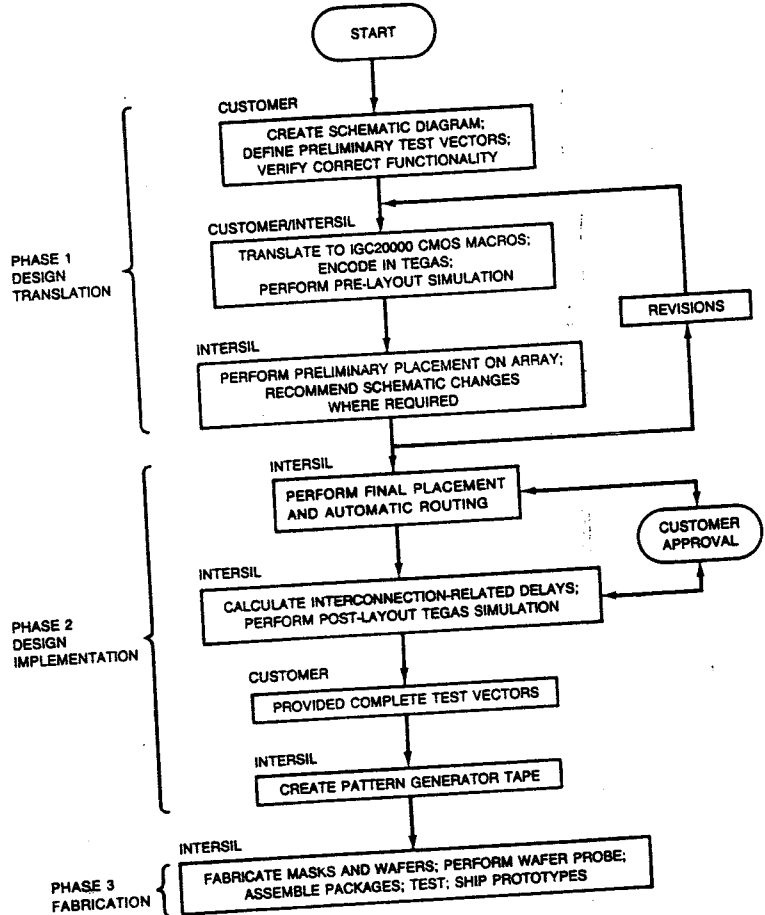 START
CUSTOMER
CREATE SCHEMATIC DIAGRAM;
DEFINE PRELIMINARY TEST VECTORS;
VERIFY CORRECT FUNCTIONALITY
PHASE 1
DESIGN
TRANSLATION
CUSTOMER/INTERSIL
TRANSLATE TO IGC20000 CMOS MACROS;
ENCODE IN TEGAS;
PERFORM PRE-LAYOUT SIMULATION
REVISIONS
INTERSIL
PERFORM PRELIMINARY PLACEMENT ON ARRAY;
RECOMMEND SCHEMATIC CHANGES
WHERE REQUIRED
INTERSIL
PERFORM FINAL PLACEMENT
AND AUTOMATIC ROUTING
CUSTOMER
APPROVAL
PHASE 2
DESIGN
IMPLEMENTATION
INTERSIL
CALCULATE INTERCONNECTION-RELATED DELAYS;
PERFORM POST-LAYOUT TEGAS SIMULATION
CUSTOMER
PROVIDED COMPLETE TEST VECTORS
INTERSIL
CREATE PATTERN GENERATOR TAPE
PHASE 3
FABRICATION
INTERSIL
FABRICATE MASKS AND WAFERS; PERFORM WAFER PROBE;
ASSEMBLE PACKAGES; TEST; SHIP PROTOTYPES